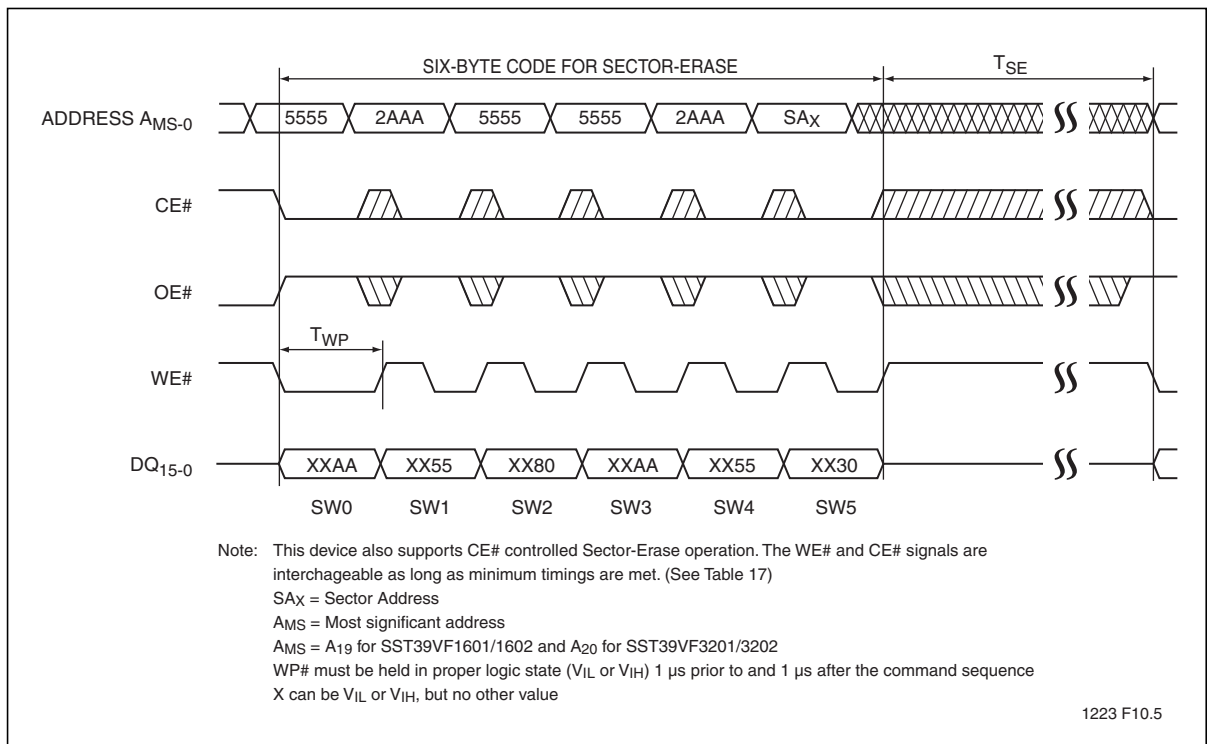 SIX-BYTE CODE FOR SECTOR-ERASE
TSE
ADDRESS AMS-0
5555 2AAA 5555 5555 2AAA SAX
CE#
OE#
TWP
WE#
DQ15-0
XXAA XX55 XX80 XXAA XX55 XX30
SW0 SW1 SW2 SW3 SW4 SW5
Note: This device also supports CE# controlled Sector-Erase operation. The WE# and CE# signals are
interchageable as long as minimum timings are met. (See Table 17)
SAX = Sector Address
AMS = Most significant address
AMS = A19 for SST39VF1601/1602 and A20 for SST39VF3201/3202
WP# must be held in proper logic state (VIL or VIH) 1 µs prior to and 1 µs after the command sequence
X can be VIL or VIH, but no other value
1223 F10.5